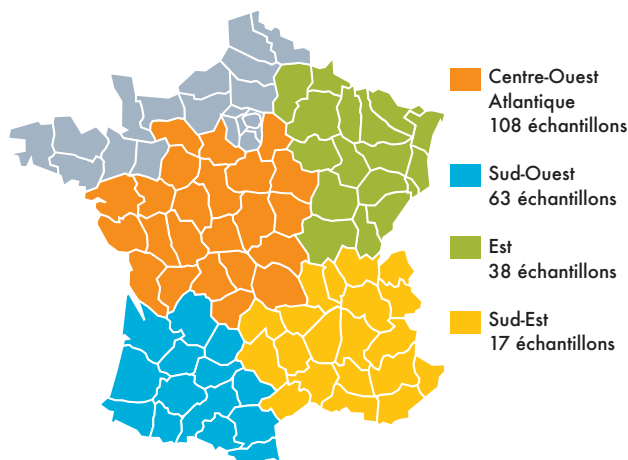 Centre-Ouest
Atlantique
108 échantillons
Sud-Ouest
63 échantillons
Est
38 échantillons
Sud-Est
17 échantillons